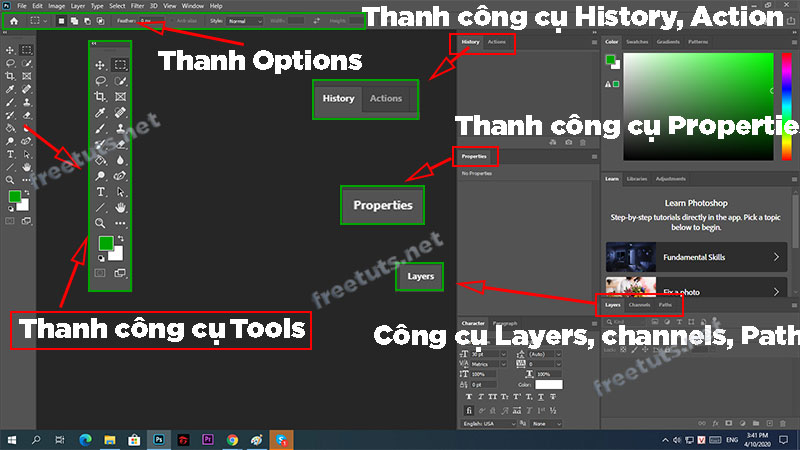 Ps File Edit Image Layer Type Select Filter 3D View Window Help
Thanh công cụ History, Action
Feather: 0 px Anti-alias Style: Normal Width: Height:
Thanh Options
History Actions
Color Swatches Gradients Patterns
History Actions
Thanh công cụ Propertie
freetuts.net
Properties
No Properties
Learn Libraries Adjustments
Properties
Learn Photoshop
Step-by-step tutorials directly in the app. Pick a topic
below to begin.
freetuts.net
Fundamental Skills
Layers
Fix a photo
Layers Channels Paths
Thanh công cụ Tools
Công cụ Layers, channels, Path
Character Paragraph
30 pt (Auto)
Metrics 0
100% 100%
0 pt Color:
freetuts.net
English: USA None
ENG
3:41 PM
4/10/2020